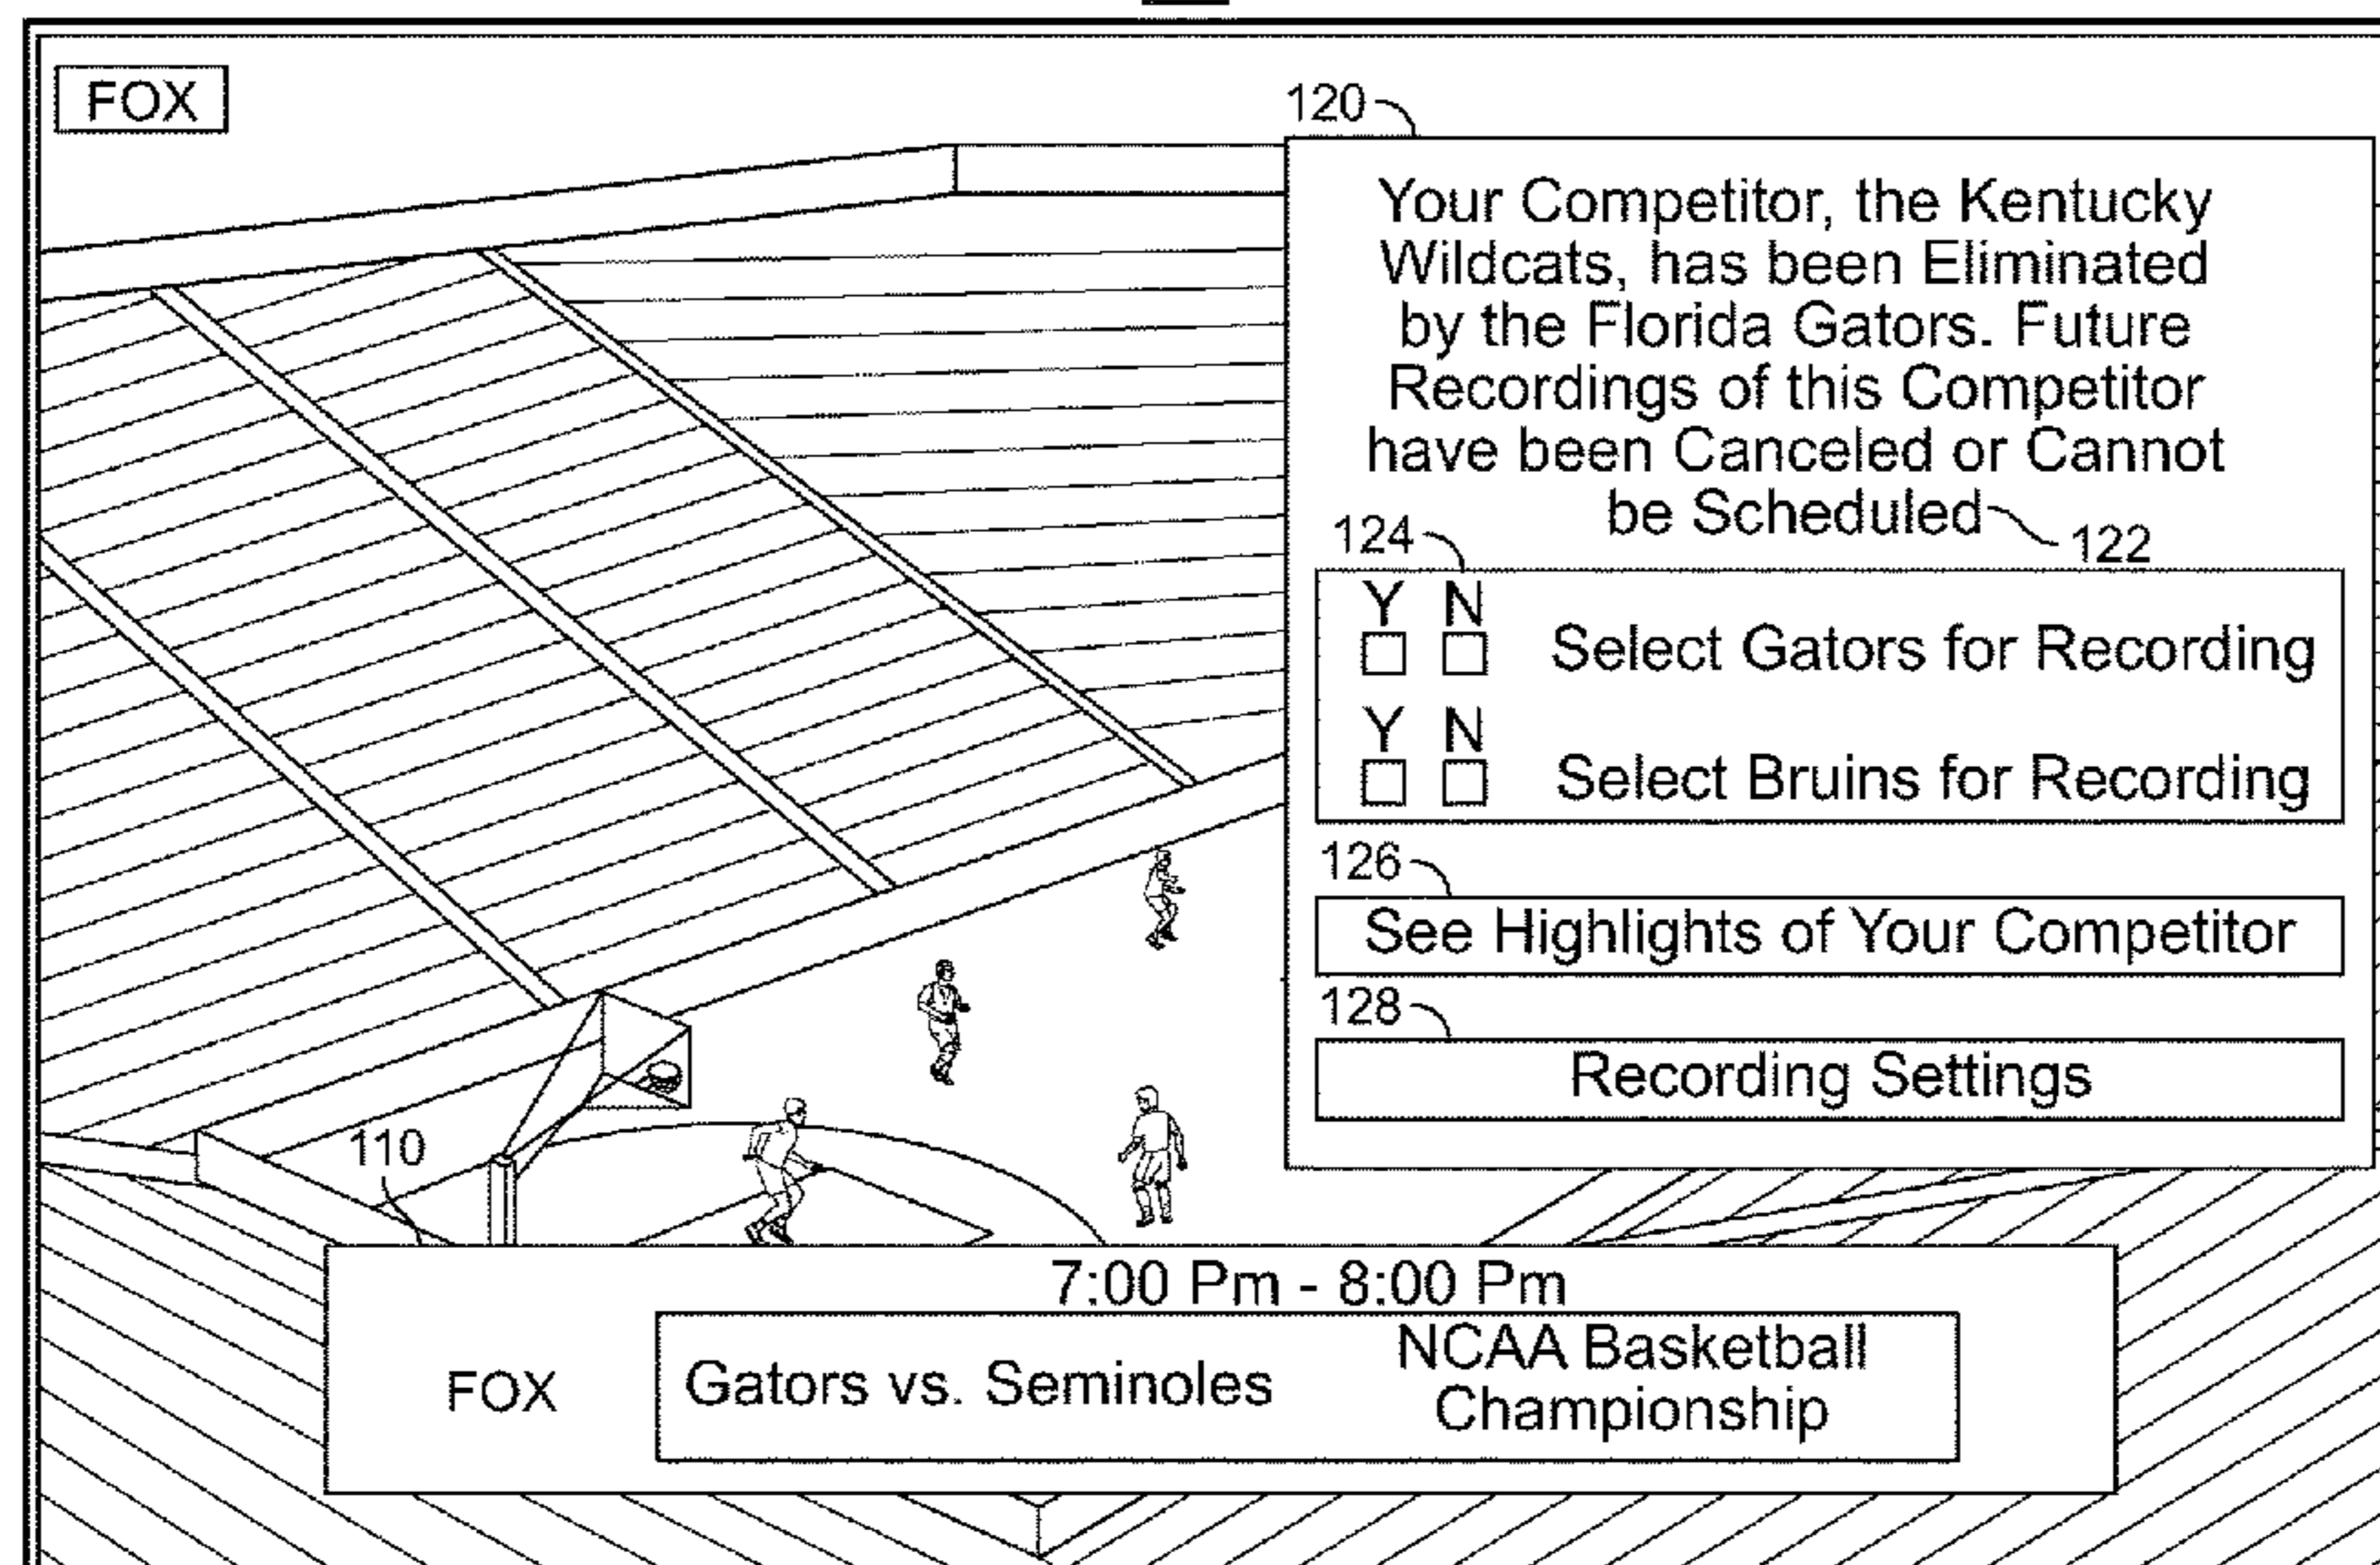 FOX
120
Your Competitor, the Kentucky
Wildcats, has been Eliminated
by the Florida Gators. Future
Recordings of this Competitor
have been Canceled or Cannot
be Scheduled
122
124
Y N
Select Gators for Recording
Y N
Select Bruins for Recording
126
See Highlights of Your Competitor
128
Recording Settings
110
7:00 Pm - 8:00 Pm
FOX
Gators vs. Seminoles
NCAA Basketball
Championship